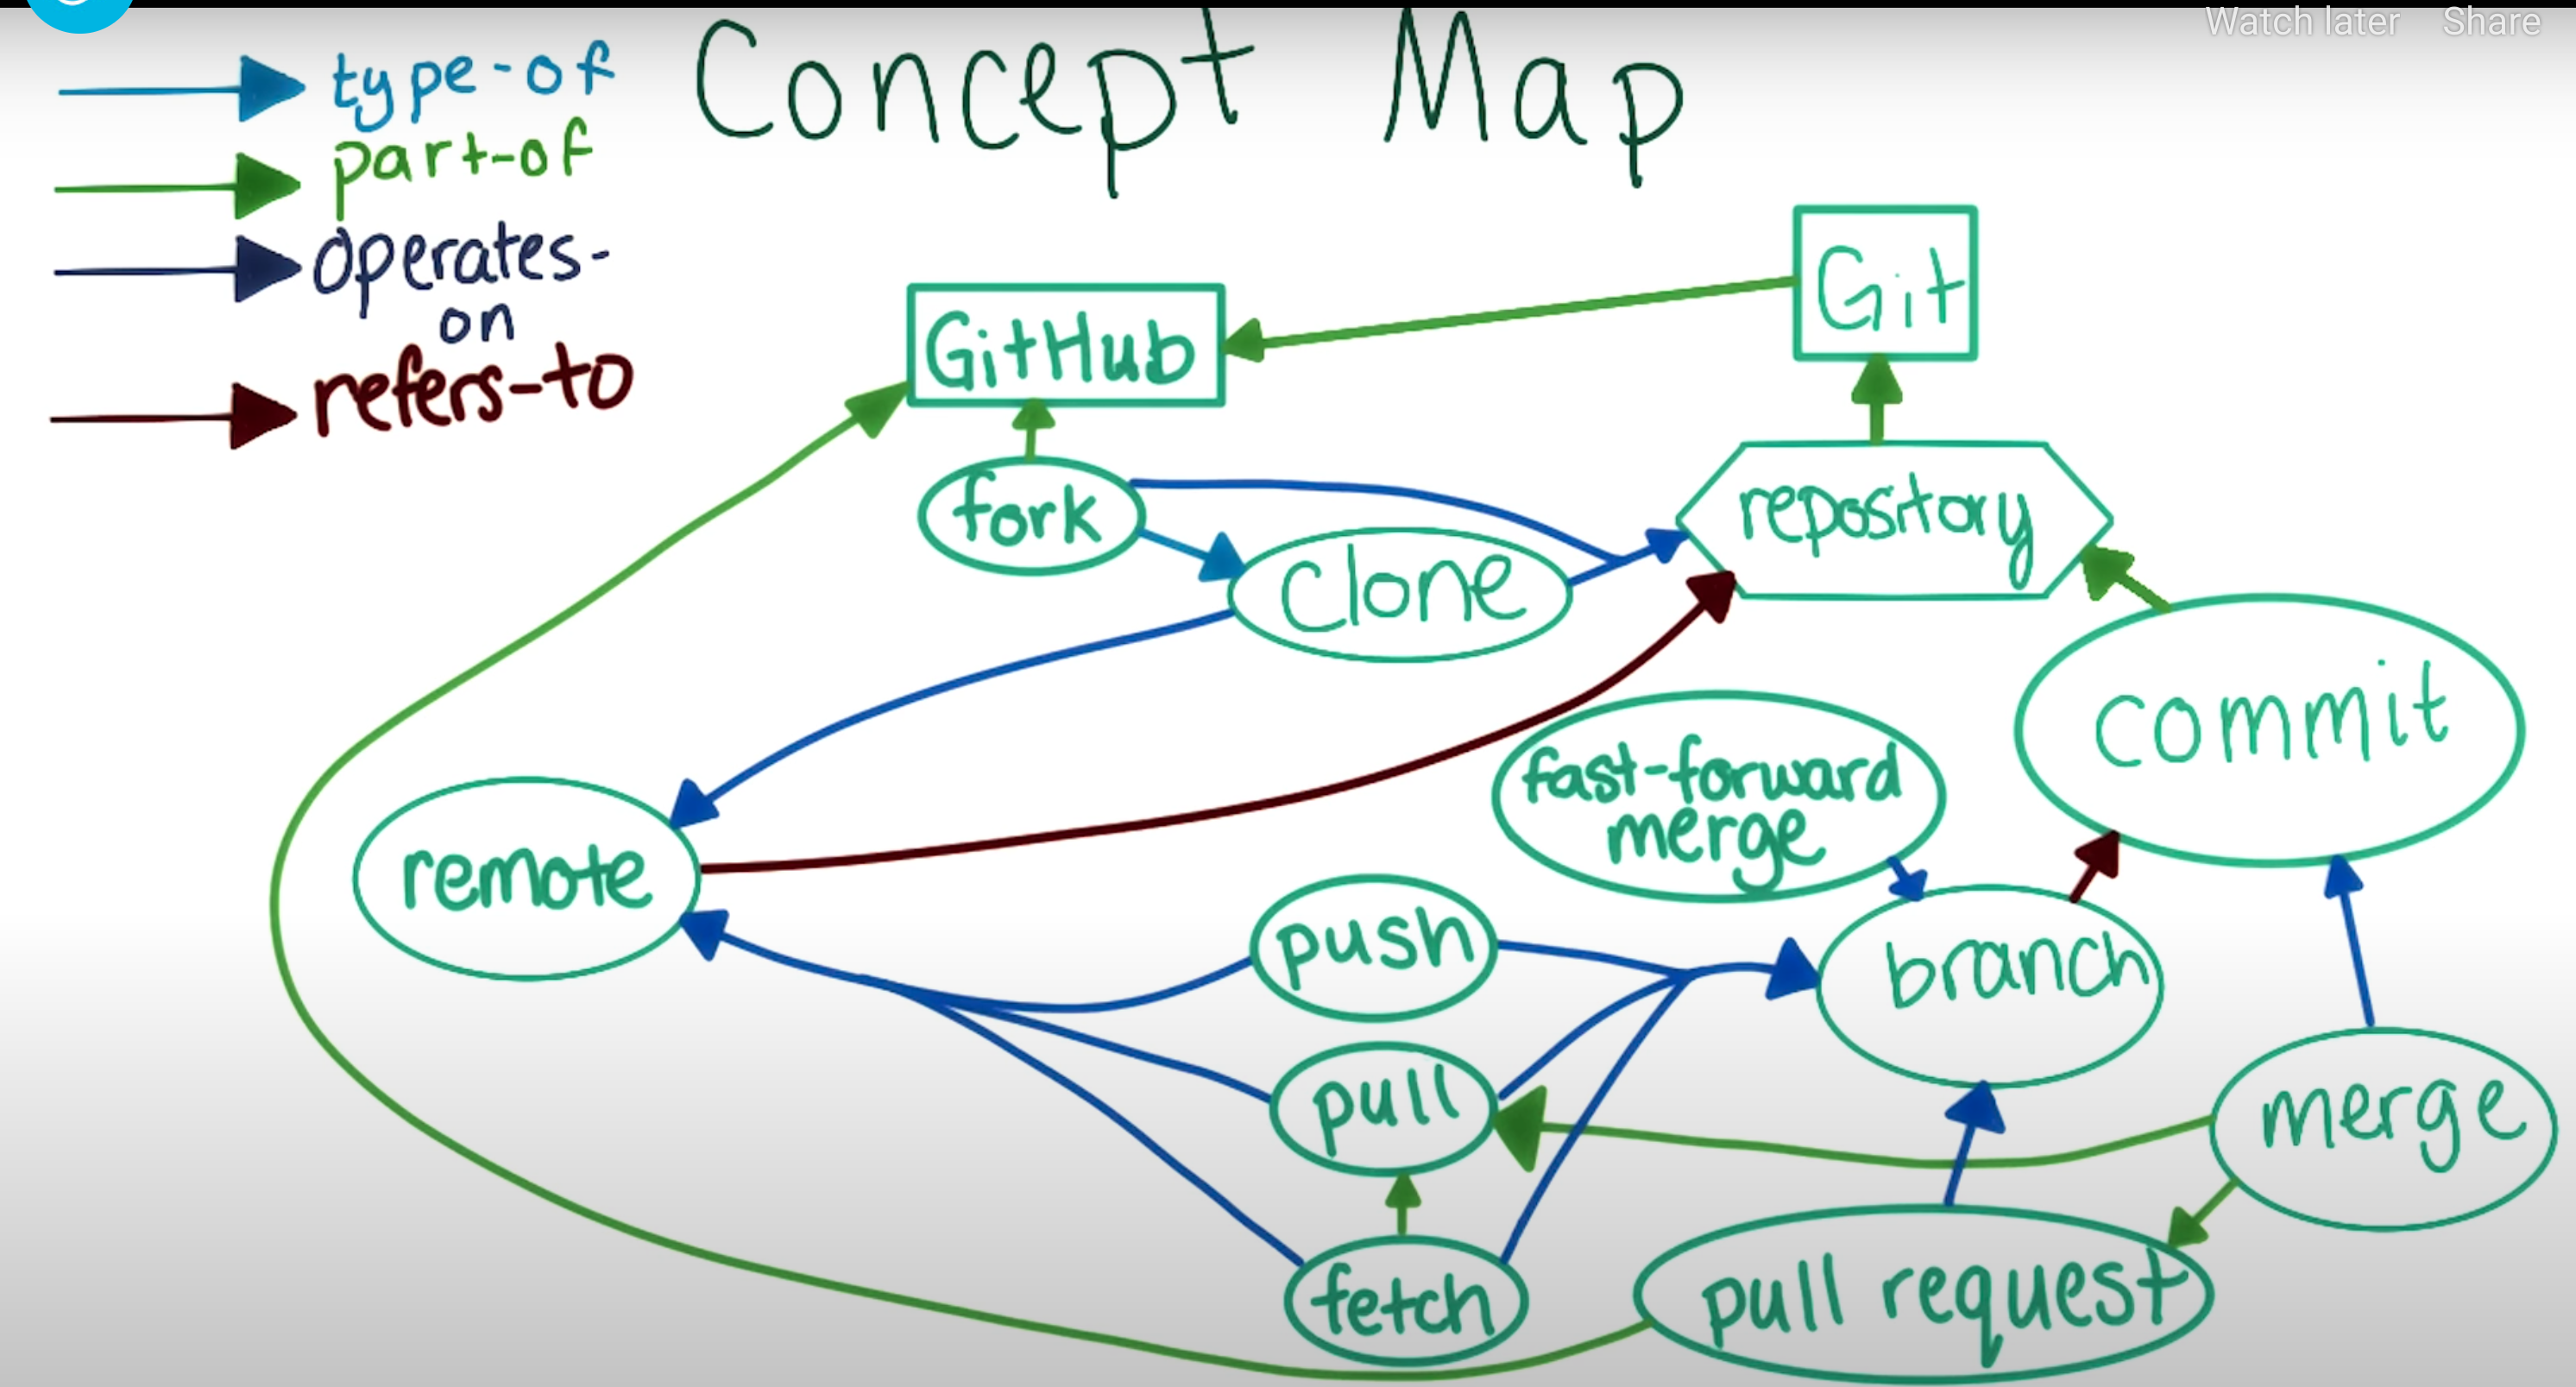 Watch later Share
Concept Map
type-of
part-of
operates-
on
refers-to
Git
GitHub
fork
repository
Clone
commit
fast-forward
merge
remote
push
branch
pull
merge
fetch
pull request